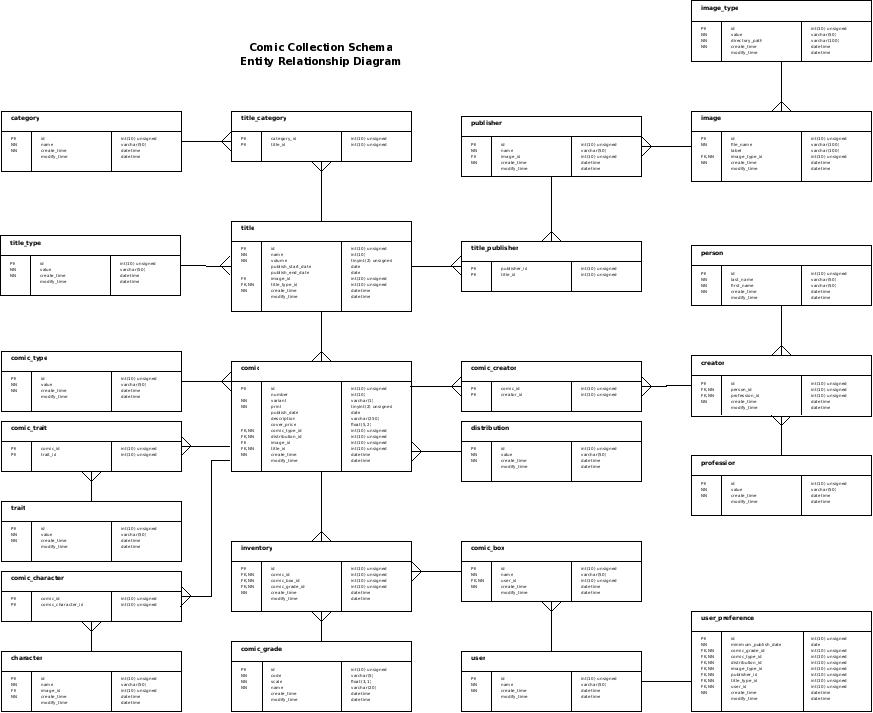 Comic Collection Schema
Entity Relationship Diagram
image_type
PK id int(10) unsigned
NN value varchar(50)
NN directory_path varchar(100)
NN create_time datetime
modify_time datetime
category
PK id int(10) unsigned
NN name varchar(50)
NN create_time datetime
modify_time datetime
title_category
PK category_id int(10) unsigned
PK title_id int(10) unsigned
publisher
PK id int(10) unsigned
NN name varchar(50)
FK image_id int(10) unsigned
NN create_time datetime
modify_time datetime
image
PK id int(10) unsigned
NN file_name varchar(100)
label varchar(100)
FK,NN image_type_id int(10) unsigned
NN create_time datetime
modify_time datetime
title_type
PK id int(10) unsigned
NN value varchar(50)
NN create_time datetime
modify_time datetime
title
PK id int(10) unsigned
NN name int(10)
NN volume tinyint(2) unsigned
publish_start_date date
publish_end_date date
FK image_id int(10) unsigned
FK,NN title_type_id int(10) unsigned
NN create_time datetime
modify_time datetime
title_publisher
PK publisher_id int(10) unsigned
PK title_id int(10) unsigned
person
PK id int(10) unsigned
NN last_name varchar(50)
NN first_name varchar(50)
NN create_time datetime
modify_time datetime
comic_type
PK id int(10) unsigned
NN value varchar(50)
NN create_time datetime
modify_time datetime
comic
PK id int(10) unsigned
number int(10)
NN variant varchar(1)
NN print tinyint(2) unsigned
publish_date date
description varchar(250)
cover_price float(5,2)
FK,NN comic_type_id int(10) unsigned
FK,NN distribution_id int(10) unsigned
FK image_id int(10) unsigned
FK,NN title_id int(10) unsigned
NN create_time datetime
modify_time datetime
comic_creator
PK comic_id int(10) unsigned
PK creator_id int(10) unsigned
creator
PK id int(10) unsigned
FK,NN person_id int(10) unsigned
FK,NN profession_id int(10) unsigned
NN create_time datetime
modify_time datetime
comic_trait
PK comic_id int(10) unsigned
PK trait_id int(10) unsigned
distribution
PK id int(10) unsigned
NN value varchar(50)
NN create_time datetime
modify_time datetime
profession
PK id int(10) unsigned
NN value varchar(50)
NN create_time datetime
modify_time datetime
trait
PK id int(10) unsigned
NN value varchar(50)
NN create_time datetime
modify_time datetime
comic_character
PK comic_id int(10) unsigned
PK comic_character_id int(10) unsigned
inventory
PK id int(10) unsigned
FK,NN comic_id int(10) unsigned
FK,NN comic_box_id int(10) unsigned
FK,NN comic_grade_id int(10) unsigned
NN create_time datetime
modify_time datetime
comic_box
PK id int(10) unsigned
NN name varchar(50)
FK,NN user_id int(10) unsigned
NN create_time datetime
modify_time datetime
character
PK id int(10) unsigned
NN name varchar(50)
FK image_id int(10) unsigned
NN create_time datetime
modify_time datetime
comic_grade
PK id int(10) unsigned
NN code varchar(5)
NN scale float(3,1)
NN name varchar(20)
create_time datetime
modify_time datetime
user
PK id int(10) unsigned
NN name varchar(50)
NN create_time datetime
modify_time datetime
user_preference
PK id int(10) unsigned
NN minimum_publish_date date
FK,NN comic_grade_id int(10) unsigned
FK,NN comic_type_id int(10) unsigned
FK,NN distribution_id int(10) unsigned
FK,NN image_type_id int(10) unsigned
FK,NN publisher_id int(10) unsigned
FK,NN title_type_id int(10) unsigned
FK,NN user_id int(10) unsigned
NN create_time datetime
modify_time datetime